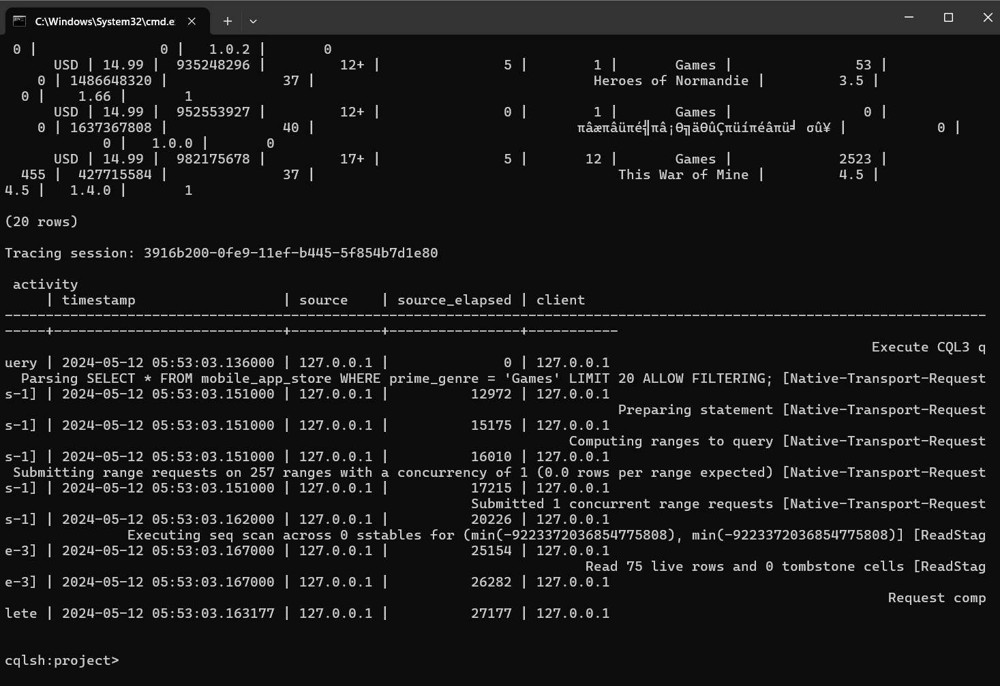 C:\Windows\System32\cmd.e
0 | 0 | 1.0.2 | 0
USD | 14.99 | 935248296 | 12+ | 5 | 1 | Games | 53 |
0 | 1486648320 | 37 | Heroes of Normandie | 3.5 |
0 | 1.66 | 1
USD | 14.99 | 952553927 | 12+ | 0 | 1 | Games | 0 |
0 | 1637367808 | 40 | | 0 |
0 | 1.0.0 | 0
USD | 14.99 | 982175678 | 17+ | 5 | 12 | Games | 2523 |
455 | 427715584 | 37 | This War of Mine | 4.5 |
4.5 | 1.4.0 | 1
(20 rows)
Tracing session: 3916b200-0fe9-11ef-b445-5f854b7d1e80
activity
| timestamp | source | source_elapsed | client
------------------------------------------------------------------------------------------------------------------------
-----+----------------------------+-----------+----------------+-----------
Execute CQL3 q
uery | 2024-05-12 05:53:03.136000 | 127.0.0.1 | 0 | 127.0.0.1
Parsing SELECT * FROM mobile_app_store WHERE prime_genre = 'Games' LIMIT 20 ALLOW FILTERING; [Native-Transport-Request
s-1] | 2024-05-12 05:53:03.151000 | 127.0.0.1 | 12972 | 127.0.0.1
Preparing statement [Native-Transport-Request
s-1] | 2024-05-12 05:53:03.151000 | 127.0.0.1 | 15175 | 127.0.0.1
Computing ranges to query [Native-Transport-Request
s-1] | 2024-05-12 05:53:03.151000 | 127.0.0.1 | 16010 | 127.0.0.1
Submitting range requests on 257 ranges with a concurrency of 1 (0.0 rows per range expected) [Native-Transport-Request
s-1] | 2024-05-12 05:53:03.151000 | 127.0.0.1 | 17215 | 127.0.0.1
Submitted 1 concurrent range requests [Native-Transport-Request
s-1] | 2024-05-12 05:53:03.162000 | 127.0.0.1 | 20226 | 127.0.0.1
Executing seq scan across 0 sstables for (min(-9223372036854775808), min(-9223372036854775808)] [ReadStag
e-3] | 2024-05-12 05:53:03.167000 | 127.0.0.1 | 25154 | 127.0.0.1
Read 75 live rows and 0 tombstone cells [ReadStag
e-3] | 2024-05-12 05:53:03.167000 | 127.0.0.1 | 26282 | 127.0.0.1
Request comp
lete | 2024-05-12 05:53:03.163177 | 127.0.0.1 | 27177 | 127.0.0.1
cqlsh:project>